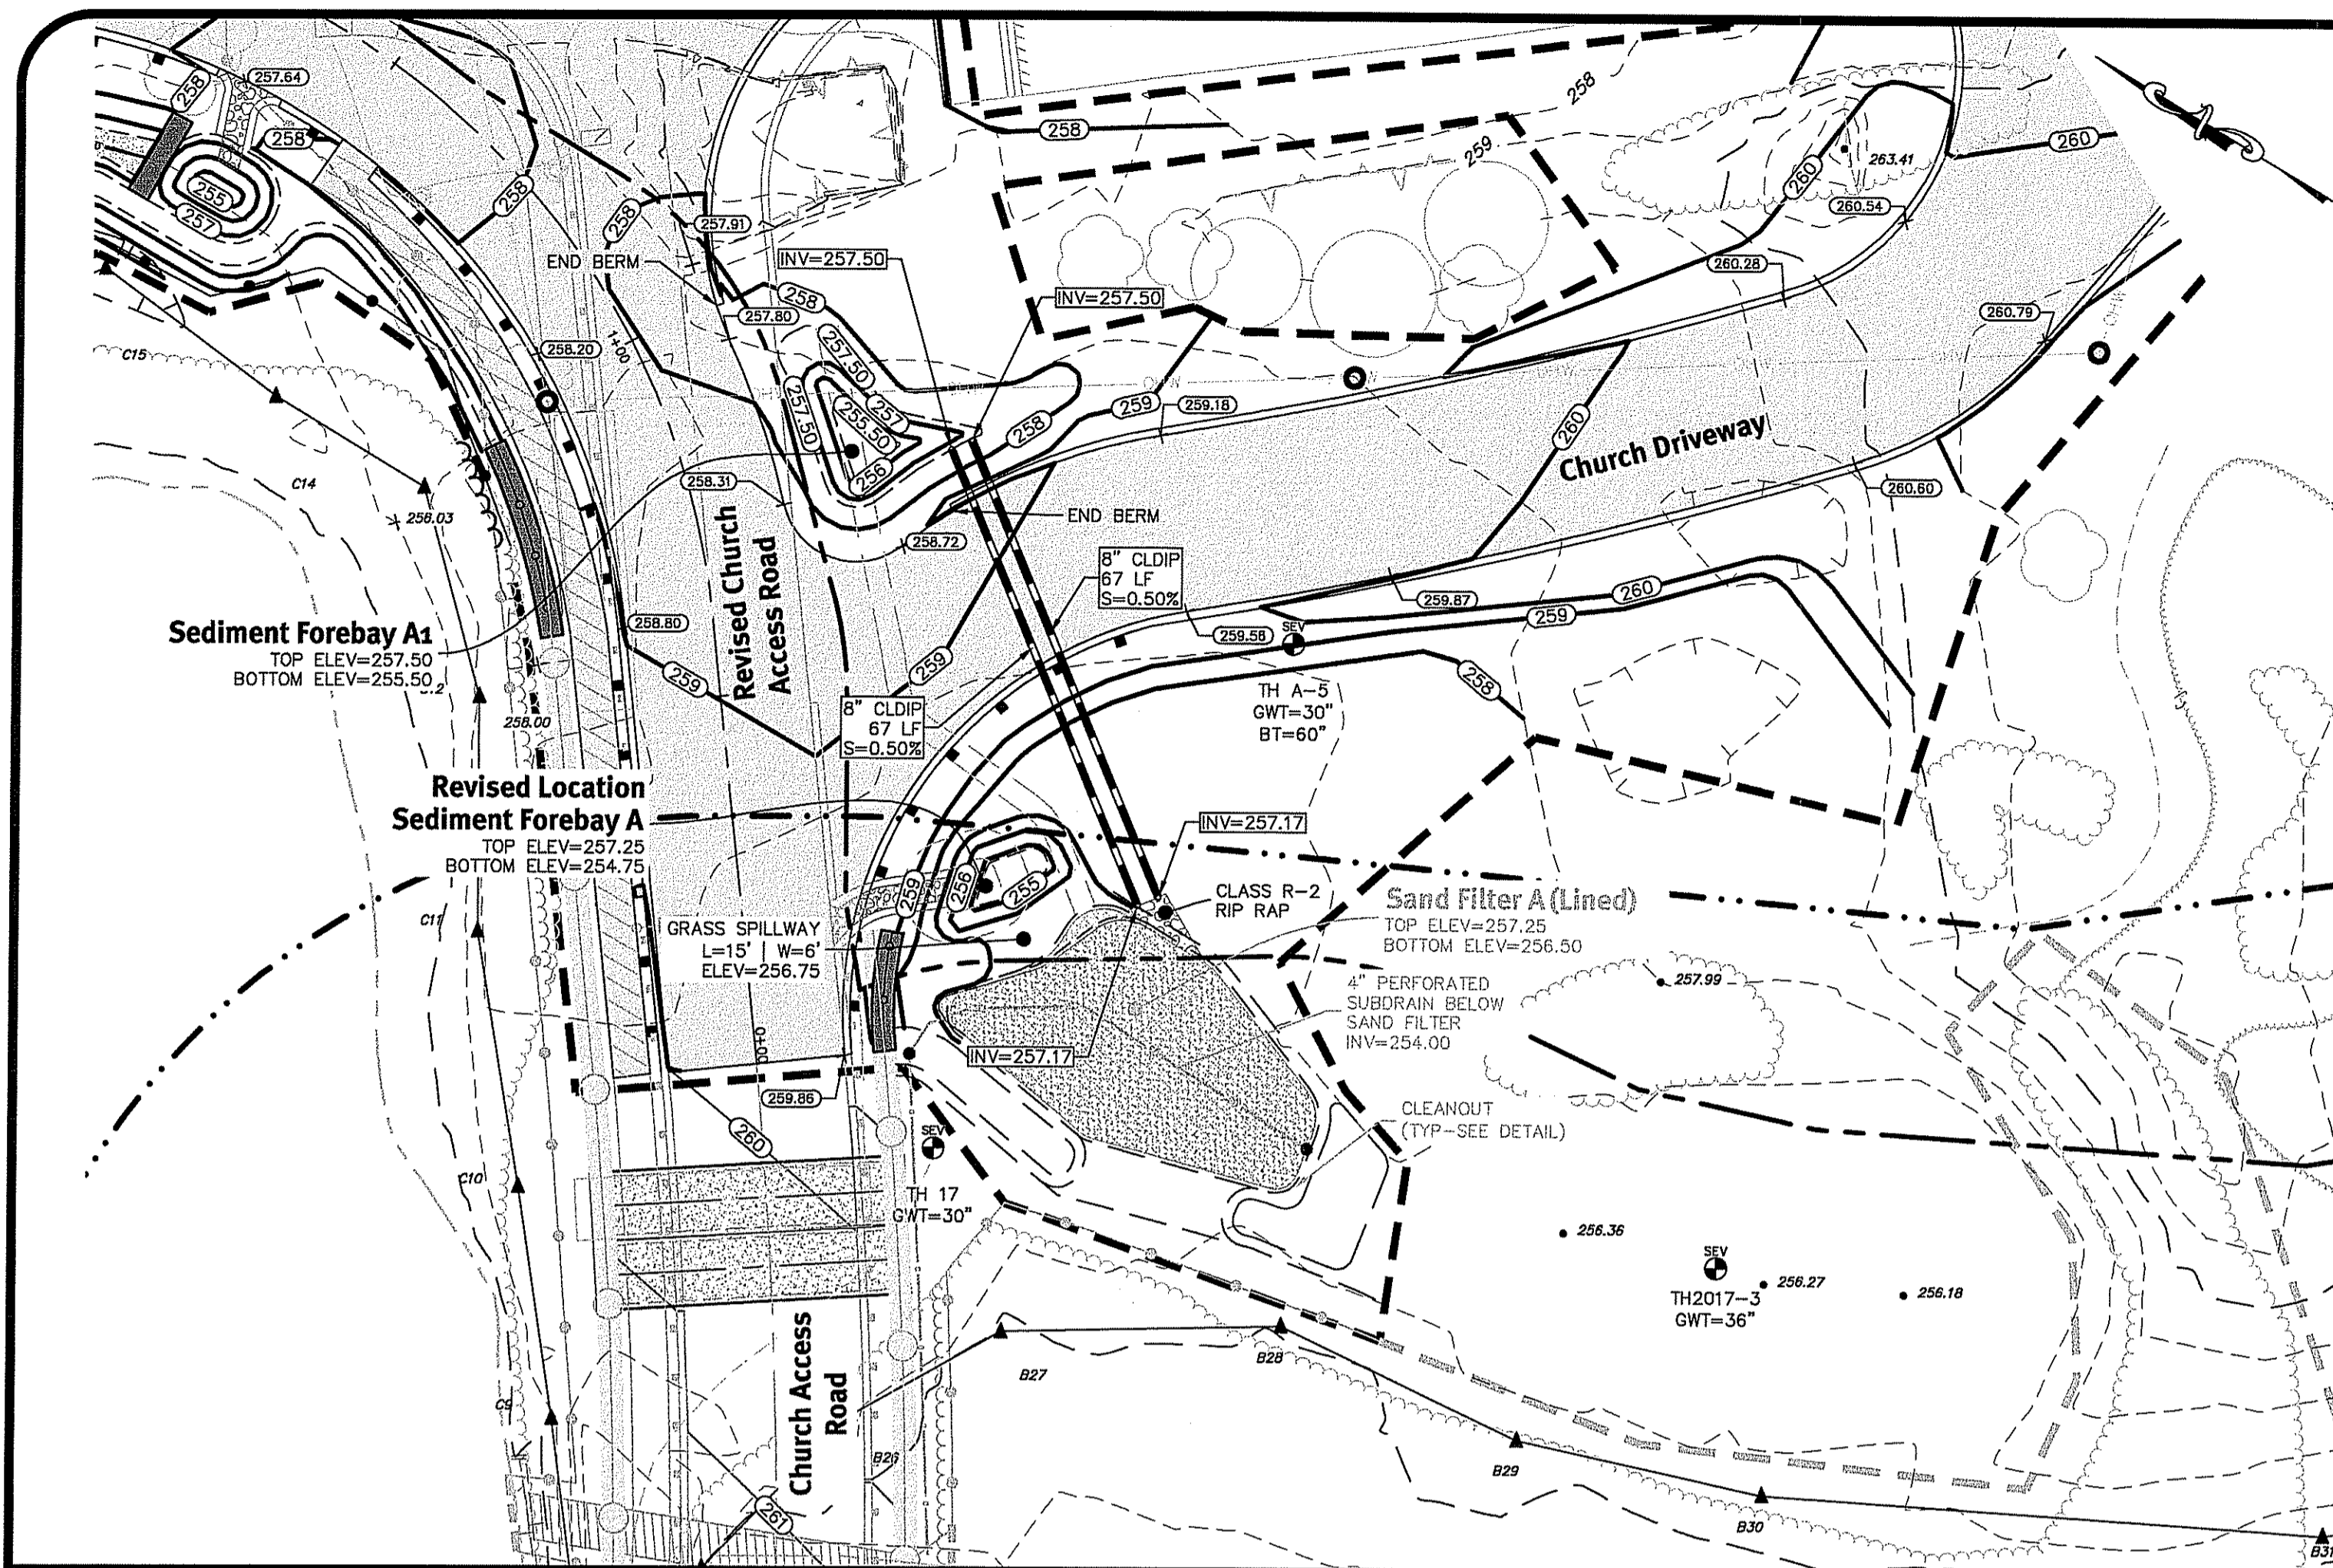 258
257.64
258
255
257
258
258
257.91
END BERM
INV=257.50
258
258
259
260
263.41
260
260.54
260.28
260.79
INV=257.50
258
257.80
257.50
257.50
257
255.50
256
258
259
259.18
1+00
258.20
C15
C14
258.03
258.31
258.72
END BERM
260
Church Driveway
260.60
Revised Church
Access Road
8" CLDIP
67 LF
S=0.50%
259.87
260
259
259.58
SEV
258.80
Sediment Forebay A1
TOP ELEV=257.50
BOTTOM ELEV=255.50
258.00
259
259
258
TH A-5
GWT=30"
BT=60"
8" CLDIP
67 LF
S=0.50%
Revised Location
Sediment Forebay A
TOP ELEV=257.25
BOTTOM ELEV=254.75
INV=257.17
259
256
255
CLASS R-2
RIP RAP
Sand Filter A (Lined)
TOP ELEV=257.25
BOTTOM ELEV=256.50
C11
GRASS SPILLWAY
L=15' | W=6'
ELEV=256.75
4" PERFORATED
SUBDRAIN BELOW
SAND FILTER
INV=254.00
257.99
0+00
INV=257.17
259.86
CLEANOUT
(TYP-SEE DETAIL)
260
SEV
TH 17
GWT=30"
C10
256.36
SEV
256.27
256.18
TH2017-3
GWT=36"
Church Access
Road
B27
B28
C9
B26
B29
B30
B31
261